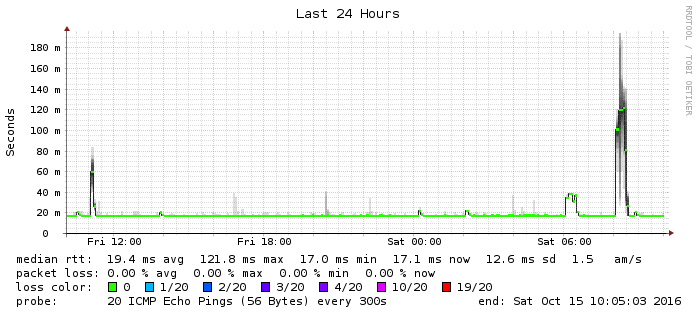 Last 24 Hours
RRDTOOL / TOBI OETIKER
Seconds
180 m
160 m
140 m
120 m
100 m
80 m
60 m
40 m
20 m
0
Fri 12:00 Fri 18:00 Sat 00:00 Sat 06:00
median rtt: 19.4 ms avg 121.8 ms max 17.0 ms min 17.1 ms now 12.6 ms sd 1.5 am/s
packet loss: 0.00 % avg 0.00 % max 0.00 % min 0.00 % now
loss color: 0 1/20 2/20 3/20 4/20 10/20 19/20
probe: 20 ICMP Echo Pings (56 Bytes) every 300s end: Sat Oct 15 10:05:03 2016